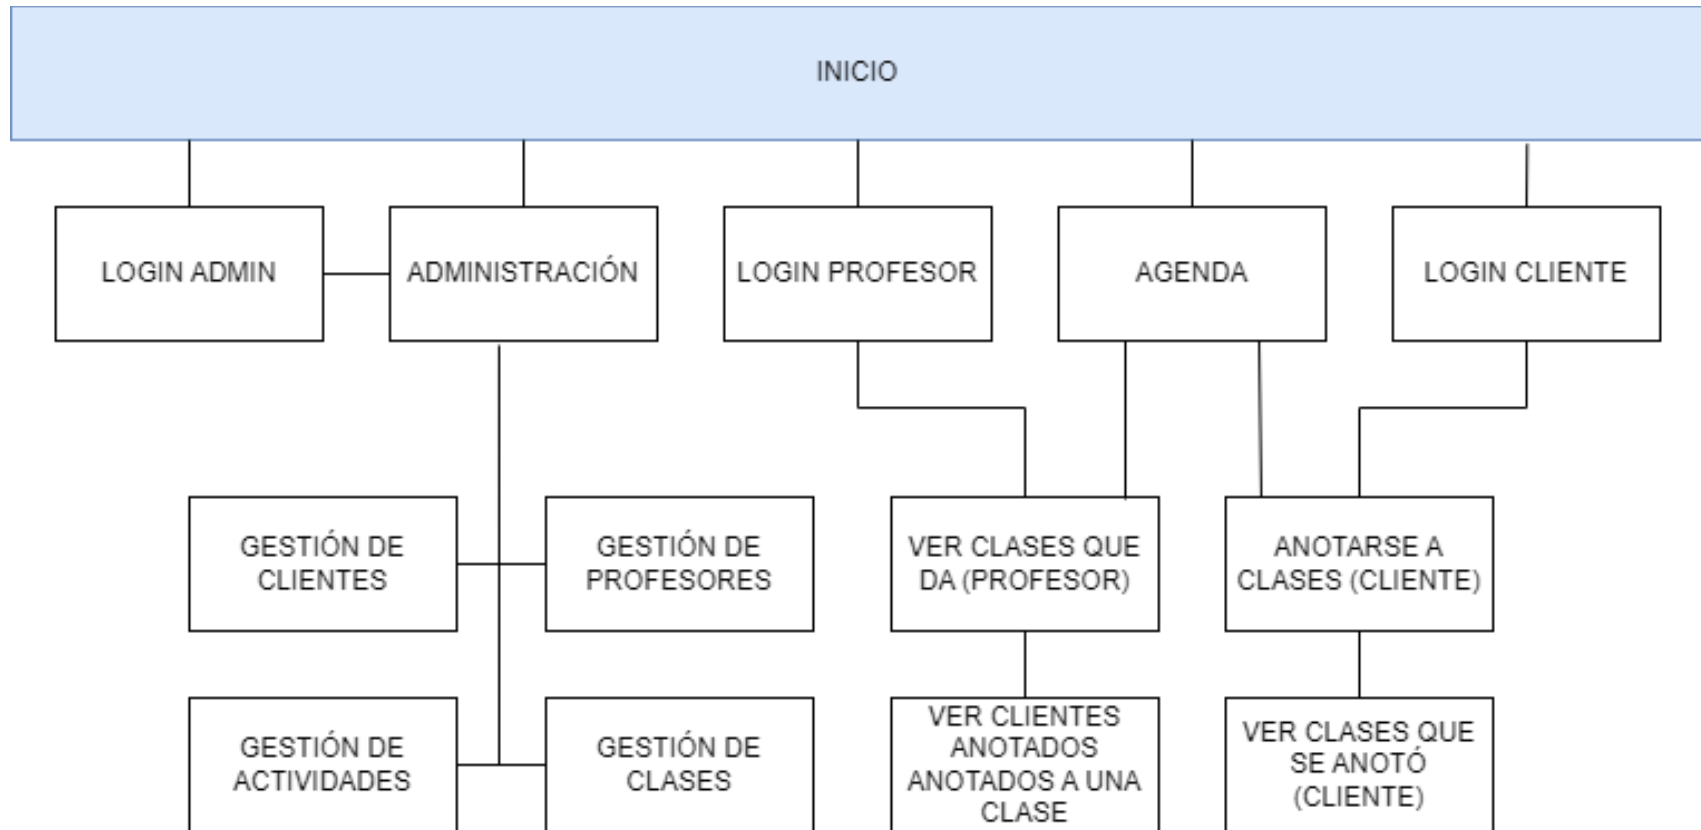 INICIO
LOGIN ADMIN
ADMINISTRACIÓN
LOGIN PROFESOR
AGENDA
LOGIN CLIENTE
GESTIÓN DE
CLIENTES
GESTIÓN DE
PROFESORES
VER CLASES QUE
DA (PROFESOR)
ANOTARSE A
CLASES (CLIENTE)
GESTIÓN DE
ACTIVIDADES
GESTIÓN DE
CLASES
VER CLIENTES
ANOTADOS
ANOTADOS A UNA
CLASE
VER CLASES QUE
SE ANOTÓ
(CLIENTE)